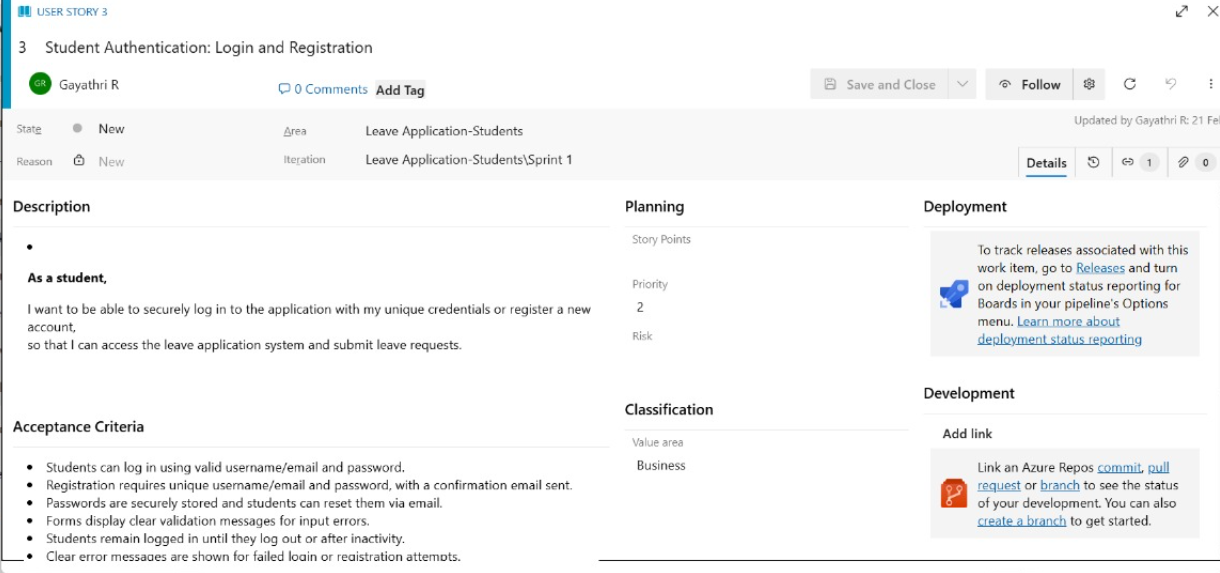 USER STORY 3
3 Student Authentication: Login and Registration
GR Gayathri R
0 Comments Add Tag
Save and Close
Follow
State New
Area Leave Application-Students
Updated by Gayathri R: 21 Fel
Reason New
Iteration Leave Application-Students\Sprint 1
Details 1 0
Description
As a student,
I want to be able to securely log in to the application with my unique credentials or register a new
account,
so that I can access the leave application system and submit leave requests.
Acceptance Criteria
• Students can log in using valid username/email and password.
• Registration requires unique username/email and password, with a confirmation email sent.
• Passwords are securely stored and students can reset them via email.
• Forms display clear validation messages for input errors.
• Students remain logged in until they log out or after inactivity.
• Clear error messages are shown for failed login or registration attempts.
Planning
Story Points
Priority
2
Risk
Classification
Value area
Business
Deployment
To track releases associated with this
work item, go to Releases and turn
on deployment status reporting for
Boards in your pipeline's Options
menu. Learn more about
deployment status reporting
Development
Add link
Link an Azure Repos commit, pull
request or branch to see the status
of your development. You can also
create a branch to get started.